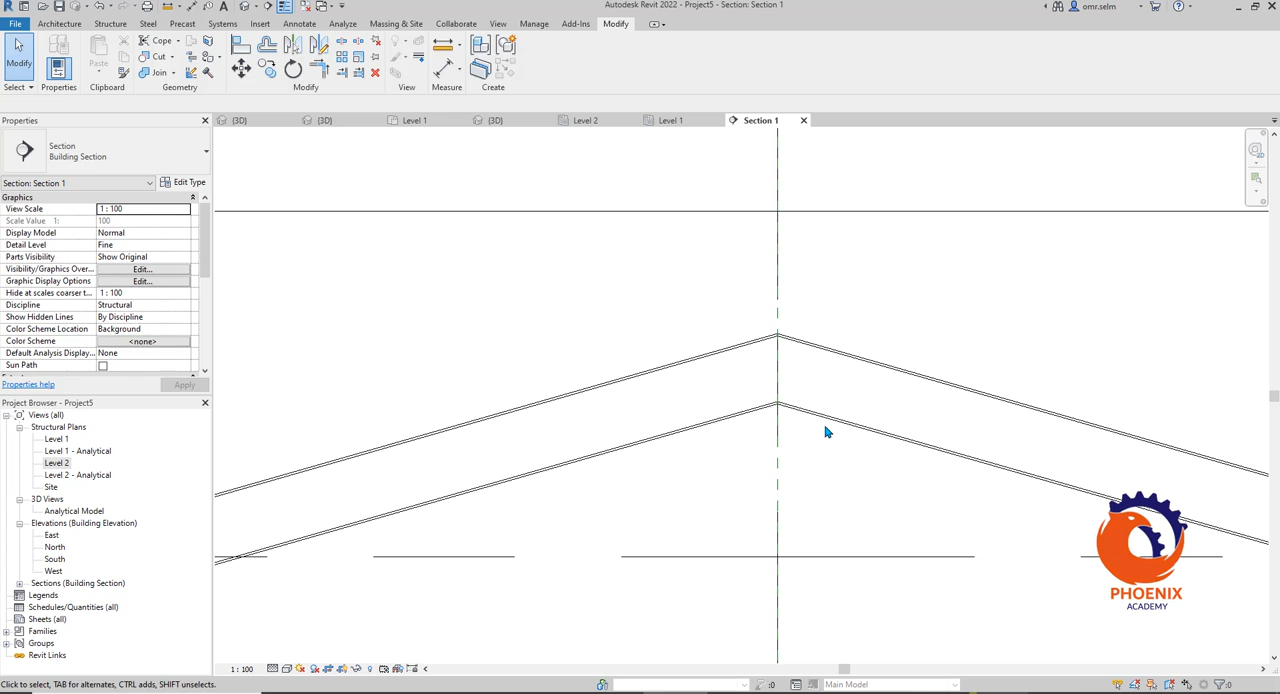 Autodesk Revit 2022 - Project5 - Section: Section 1
omr.selm
File Architecture Structure Steel Precast Systems Insert Annotate Analyze Massing & Site Collaborate View Manage Add-Ins Modify
Modify
Paste
Cope
Cut
Join
Select Properties Clipboard Geometry Modify View Measure Create
Properties
{3D} {3D} Level 1 {3D} Level 2 Level 1 Section 1
Section
Building Section
Section: Section 1 Edit Type
Graphics
View Scale 1 : 100
Scale Value 1: 100
Display Model Normal
Detail Level Fine
Parts Visibility Show Original
Visibility/Graphics Over... Edit...
Graphic Display Options Edit...
Hide at scales coarser t... 1 : 100
Discipline Structural
Show Hidden Lines By Discipline
Color Scheme Location Background
Color Scheme <none>
Default Analysis Display... None
Sun Path
Properties help Apply
Project Browser - Project5
Views (all)
Structural Plans
Level 1
Level 1 - Analytical
Level 2
Level 2 - Analytical
Site
3D Views
Analytical Model
Elevations (Building Elevation)
East
North
South
West
Sections (Building Section)
Legends
Schedules/Quantities (all)
Sheets (all)
Families
Groups
Revit Links
PHOENIX
ACADEMY
1 : 100
Click to select, TAB for alternates, CTRL adds, SHIFT unselects. :0 Main Model :0